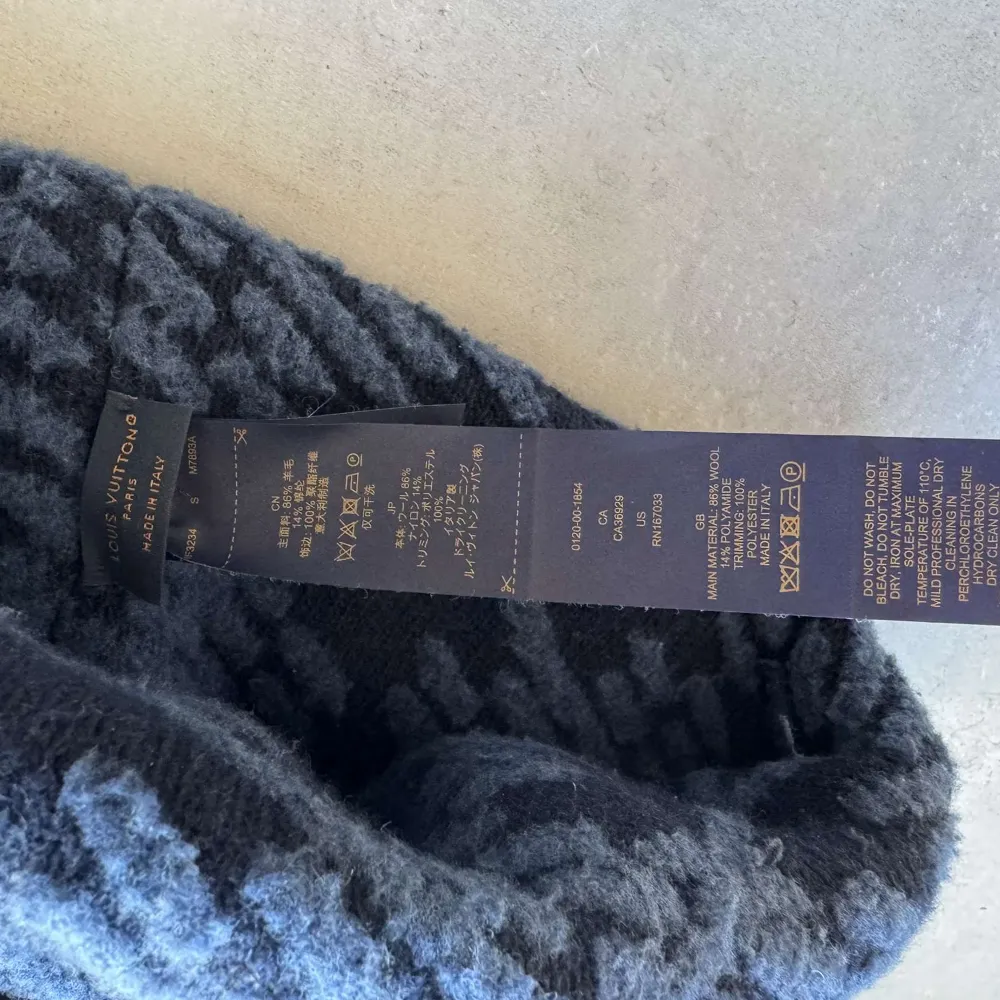 LOUIS VUITTON
PARIS
MADE IN ITALY
S
M7893A
CN
主面料: 86% 羊毛
14% 锦纶
饰边: 100% 聚酯纤维
意大利制造
仅可干洗
JP
本体: ウール 86%
ナイロン 14%
トリミング: ポリエステル
100%
イタリア製
ドライクリーニング
ルイ・ヴィトン ジャパン(株)
01200-00-1654
CA
CA36929
US
RN167033
GB
MAIN MATERIAL: 86% WOOL
14% POLYAMIDE
TRIMMING: 100%
POLYESTER
MADE IN ITALY
P
DO NOT WASH, DO NOT
BLEACH, DO NOT TUMBLE
DRY, IRON A MAXIMUM
SOLE-PLATE
TEMPERATURE OF 110°C,
MILD PROFESSIONAL DRY
CLEANING IN
PERCHLOROETHYLENE
HYDROCARBONS
DRY CLEAN ONLY